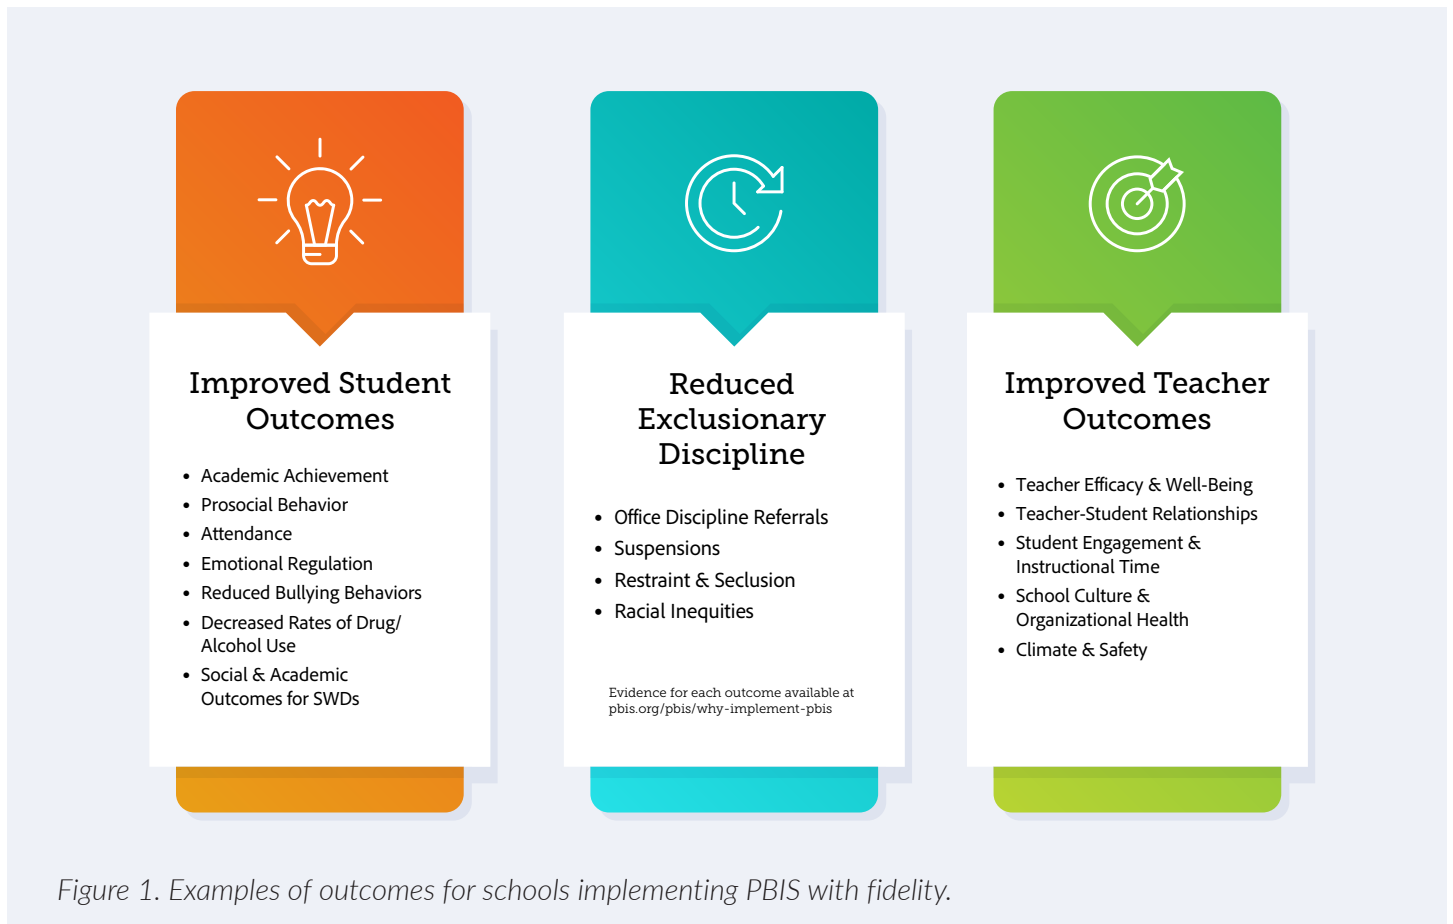 Improved Student
Outcomes
• Academic Achievement
• Prosocial Behavior
• Attendance
• Emotional Regulation
• Reduced Bullying Behaviors
• Decreased Rates of Drug/
Alcohol Use
• Social & Academic
Outcomes for SWDs
Reduced
Exclusionary
Discipline
• Office Discipline Referrals
• Suspensions
• Restraint & Seclusion
• Racial Inequities
Evidence for each outcome available at
pbis.org/pbis/why-implement-pbis
Improved Teacher
Outcomes
• Teacher Efficacy & Well-Being
• Teacher-Student Relationships
• Student Engagement &
Instructional Time
• School Culture &
Organizational Health
• Climate & Safety
Figure 1. Examples of outcomes for schools implementing PBIS with fidelity.